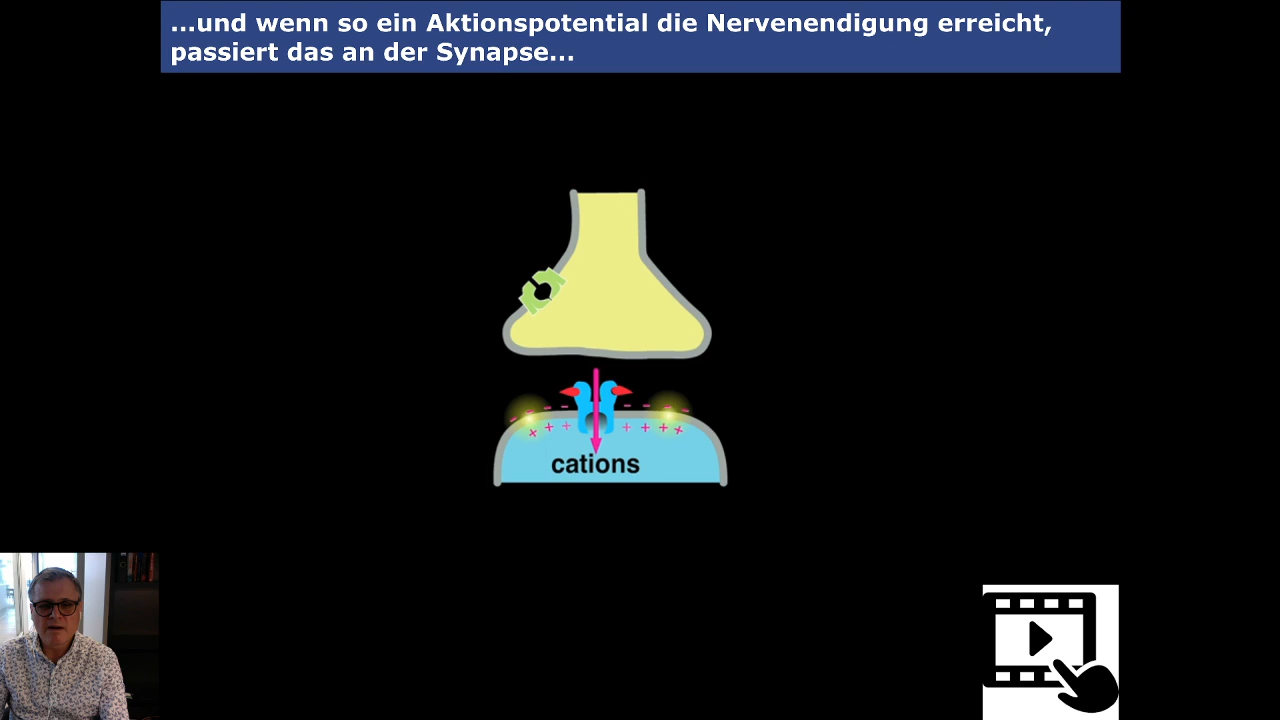 ...und wenn so ein Aktionspotential die Nervenendigung erreicht,
passiert das an der Synapse...
cations